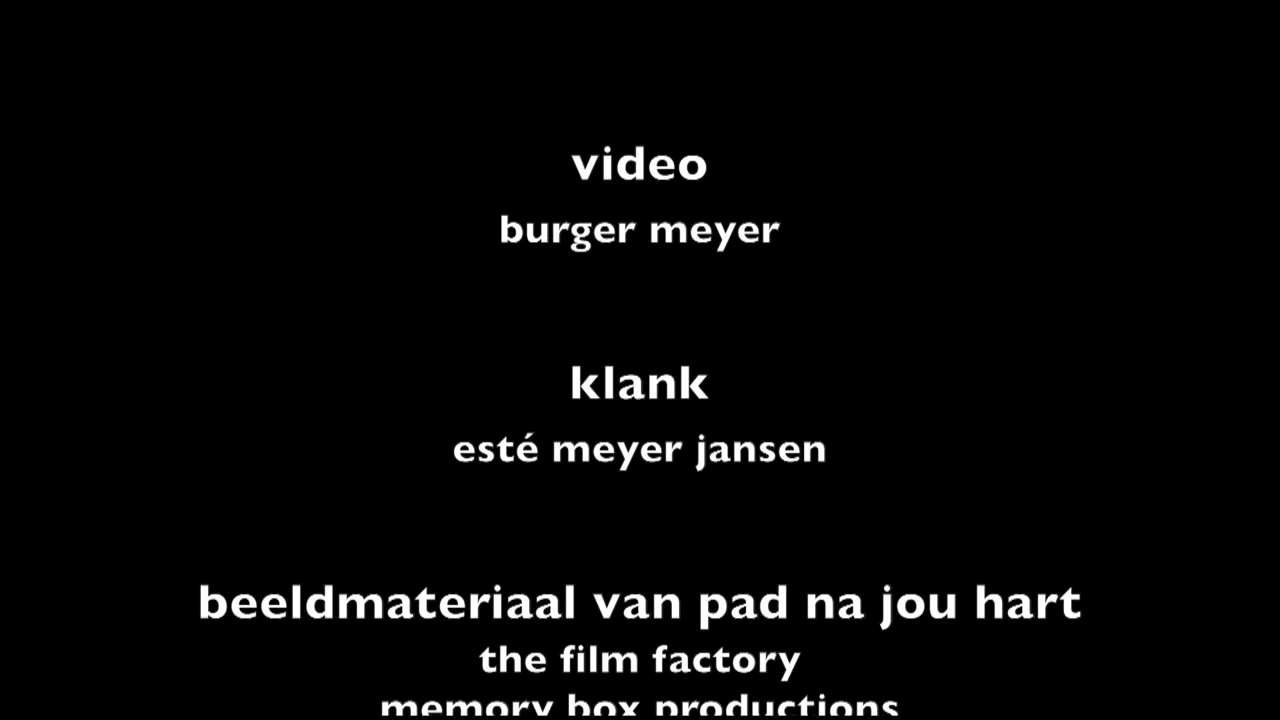 video
burger meyer
klank
esté meyer jansen
beeldmateriaal van pad na jou hart
the film factory
memory box productions